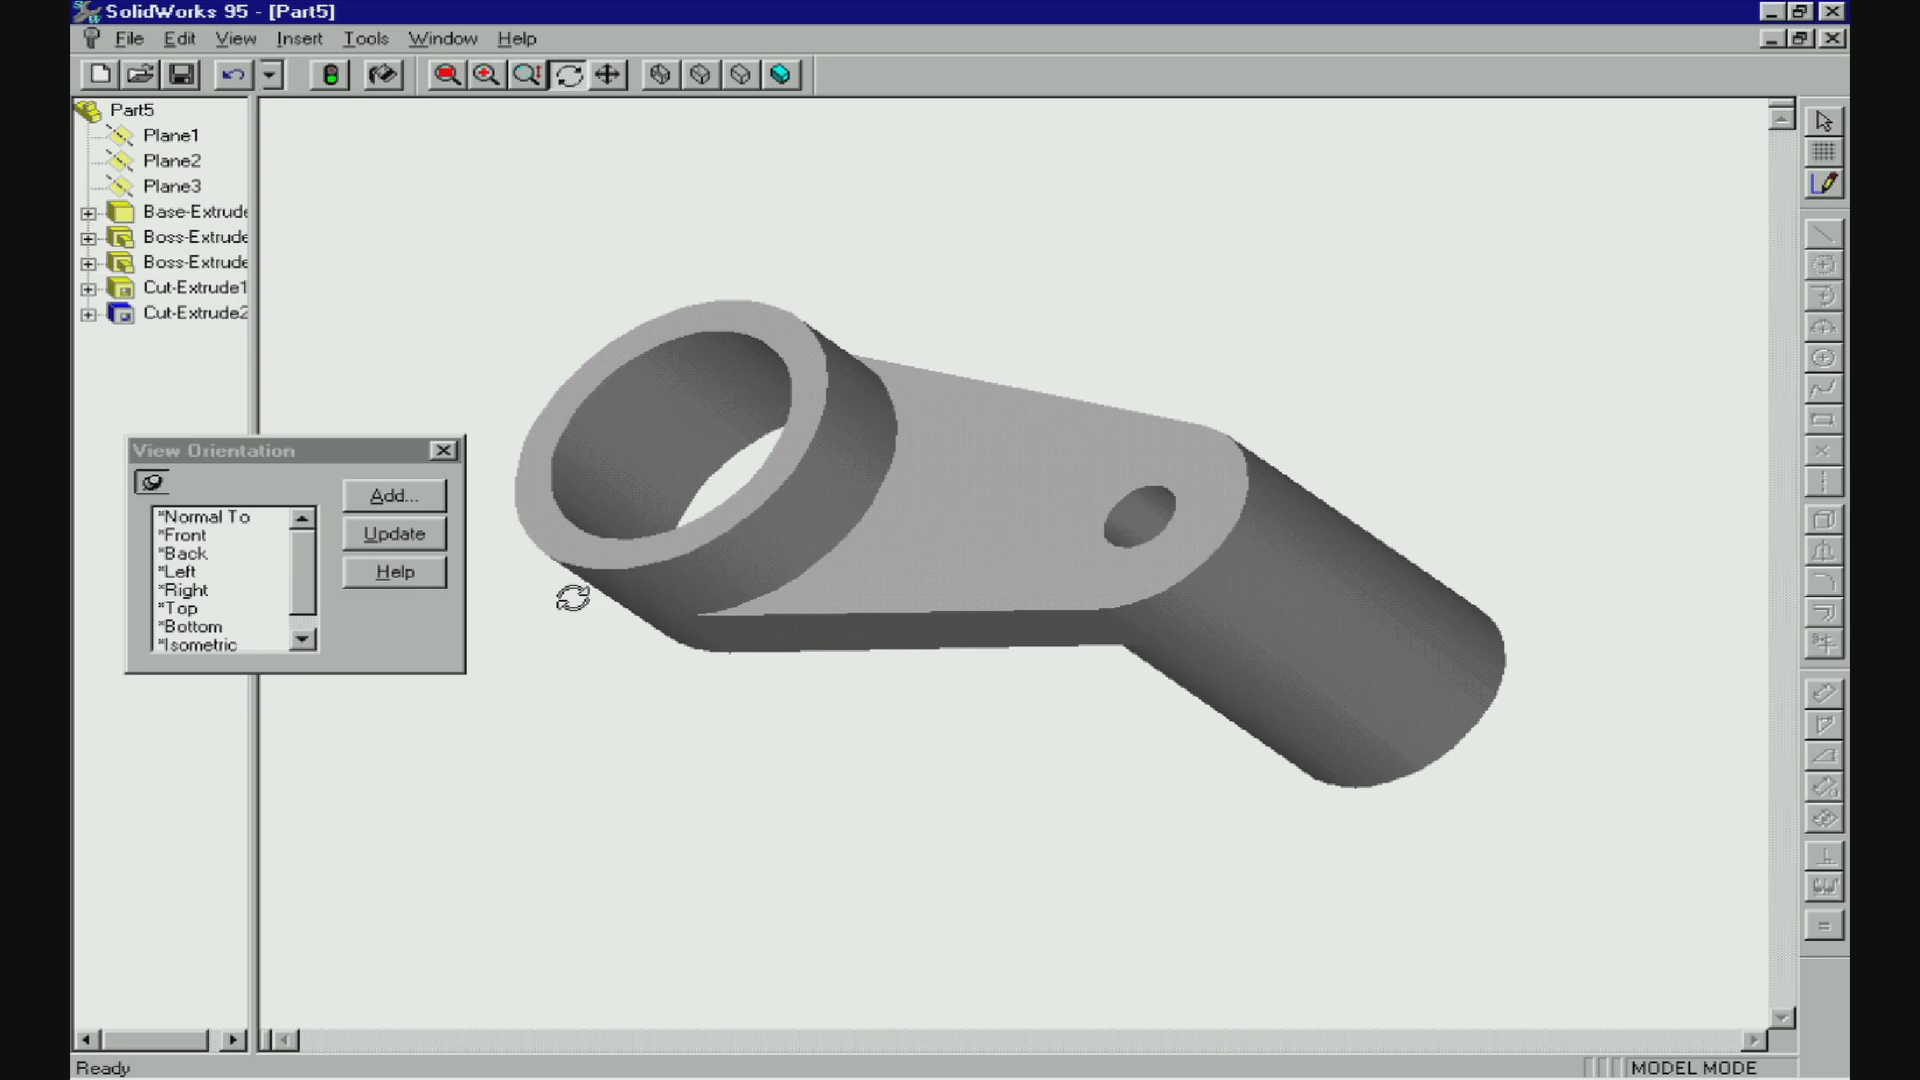 SolidWorks 95 - [Part5]
File Edit View Insert Tools Window Help
Part5
Plane1
Plane2
Plane3
Base-Extrude
Boss-Extrude
Boss-Extrude
Cut-Extrude1
Cut-Extrude2
View Orientation
*Normal To
*Front
*Back
*Left
*Right
*Top
*Bottom
*Isometric
Add...
Update
Help
Ready
MODEL MODE